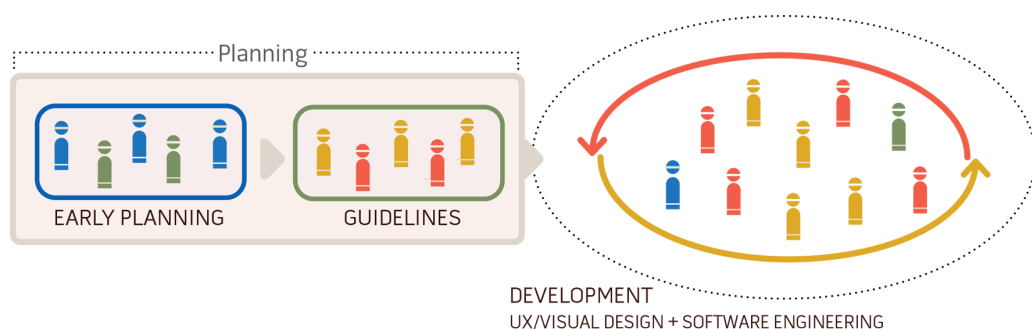 Planning
EARLY PLANNING
GUIDELINES
DEVELOPMENT
UX/VISUAL DESIGN + SOFTWARE ENGINEERING